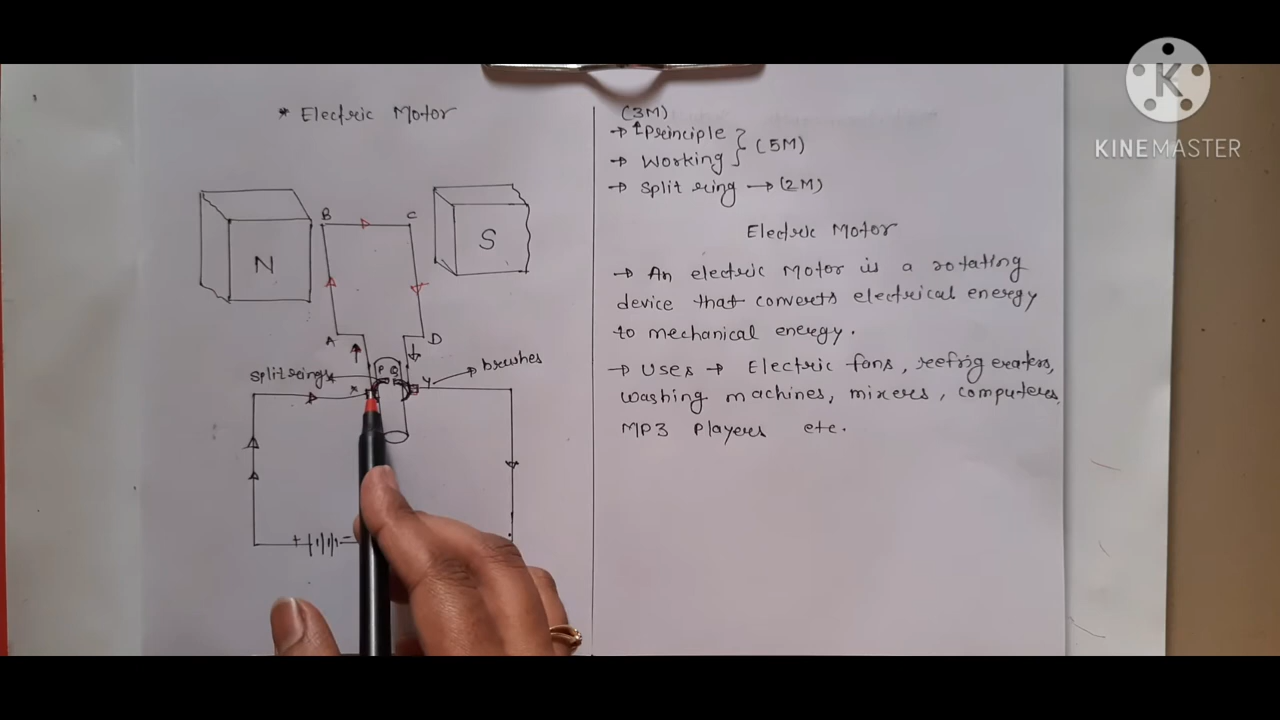 * Electric Motor
B
C
N
S
A
D
Split rings
P Q
X
Y
brushes
+
-
(3M)
→ Principle
→ Working } (5M)
→ Split ring → (2M)
Electric Motor
→ An electric Motor is a rotating
device that converts electrical energy
to mechanical energy.
→ Uses → Electric fans, refrigerators,
washing machines, mixers, computers,
MP3 Players etc.
K
KINEMASTER